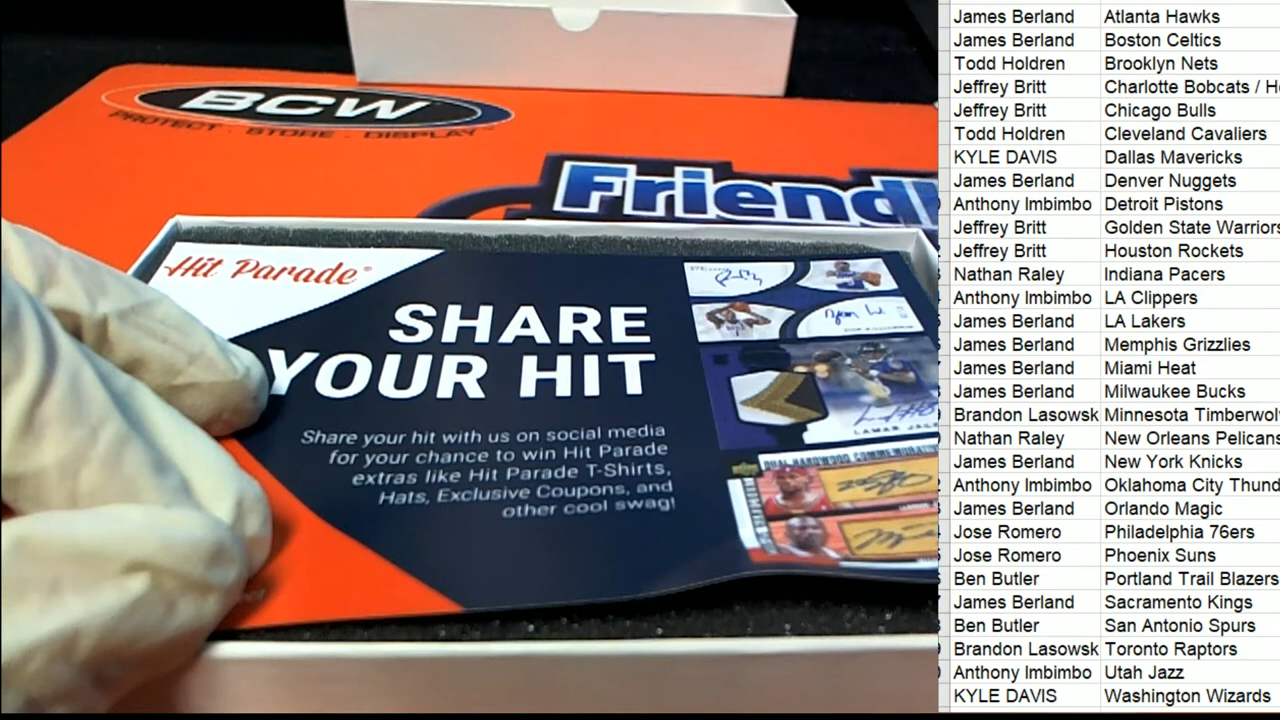 BCW
PROTECT · STORE · DISPLAY
Friendl
Hit Parade®
SHARE
YOUR HIT
Share your hit with us on social media
for your chance to win Hit Parade
extras like Hit Parade T-Shirts,
Hats, Exclusive Coupons, and
other cool swag!
James Berland Atlanta Hawks
James Berland Boston Celtics
Todd Holdren Brooklyn Nets
Jeffrey Britt Charlotte Bobcats / H
Jeffrey Britt Chicago Bulls
Todd Holdren Cleveland Cavaliers
KYLE DAVIS Dallas Mavericks
James Berland Denver Nuggets
Anthony Imbimbo Detroit Pistons
Jeffrey Britt Golden State Warriors
Jeffrey Britt Houston Rockets
Nathan Raley Indiana Pacers
Anthony Imbimbo LA Clippers
James Berland LA Lakers
James Berland Memphis Grizzlies
James Berland Miami Heat
James Berland Milwaukee Bucks
Brandon Lasowsk Minnesota Timberwol
Nathan Raley New Orleans Pelicans
James Berland New York Knicks
Anthony Imbimbo Oklahoma City Thund
James Berland Orlando Magic
Jose Romero Philadelphia 76ers
Jose Romero Phoenix Suns
Ben Butler Portland Trail Blazers
James Berland Sacramento Kings
Ben Butler San Antonio Spurs
Brandon Lasowsk Toronto Raptors
Anthony Imbimbo Utah Jazz
KYLE DAVIS Washington Wizards